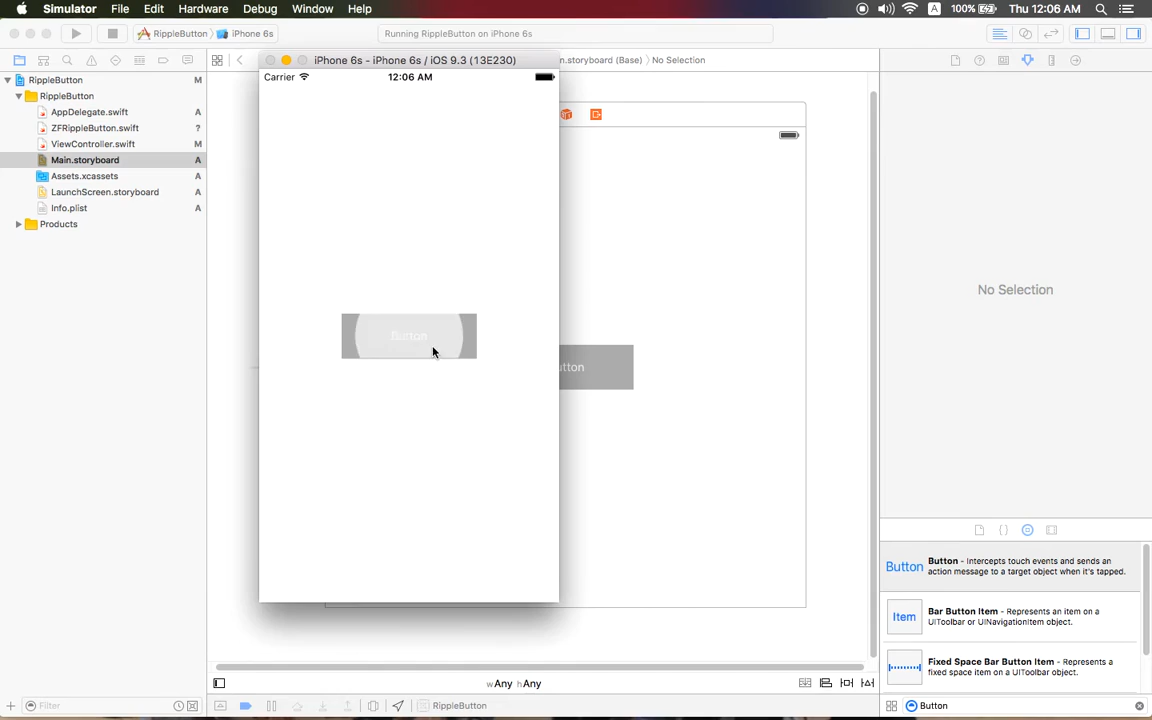 Simulator File Edit Hardware Debug Window Help 100% Thu 12:06 AM
RippleButton iPhone 6s Running RippleButton on iPhone 6s
iPhone 6s - iPhone 6s / iOS 9.3 (13E230) n.storyboard (Base) No Selection
Carrier 12:06 AM
RippleButton M
RippleButton
AppDelegate.swift A
ZFRippleButton.swift ?
ViewController.swift M
Main.storyboard A
Assets.xcassets A
LaunchScreen.storyboard A
Info.plist A
Products
Button
utton
No Selection
Button Button - Intercepts touch events and sends an
action message to a target object when it's tapped.
Item Bar Button Item - Represents an item on a
UIToolbar or UINavigationItem object.
Fixed Space Bar Button Item - Represents a
fixed space item on a UIToolbar object.
wAny hAny
Filter RippleButton Button